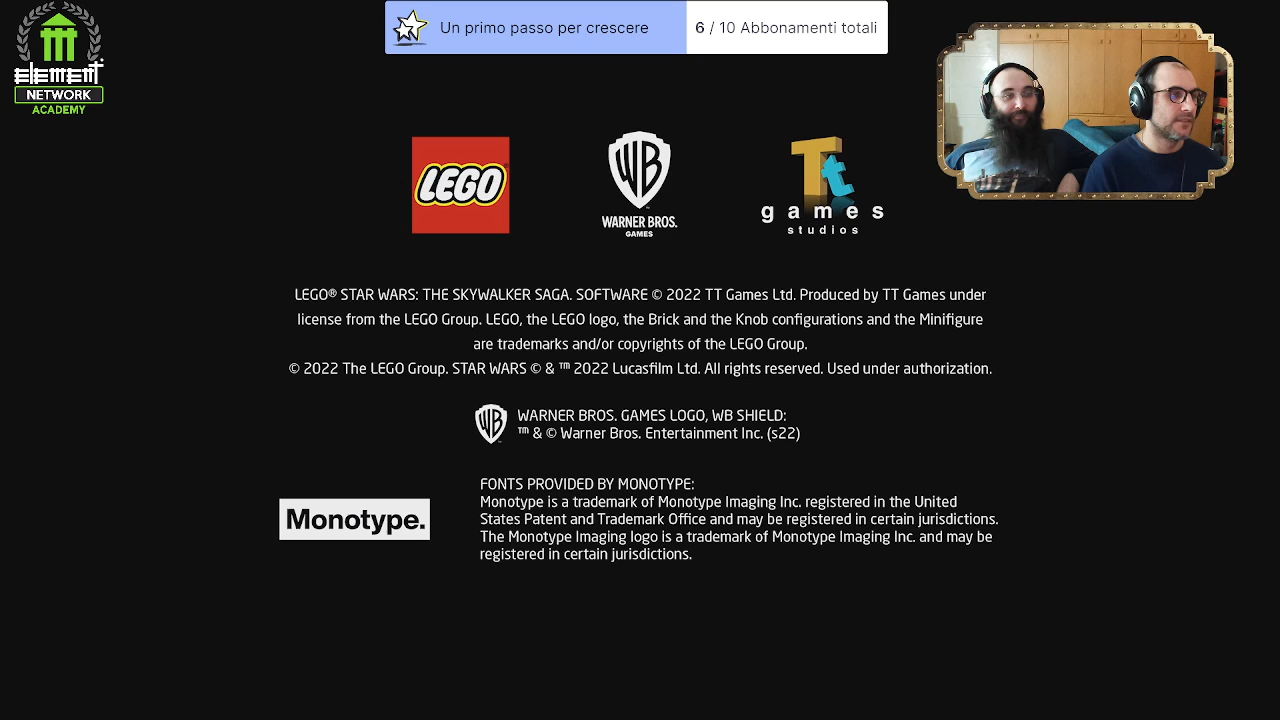 Element
NETWORK
ACADEMY
Un primo passo per crescere
6 / 10 Abbonamenti totali
LEGO
WB
WARNER BROS.
GAMES
Tt
games
studios
LEGO® STAR WARS: THE SKYWALKER SAGA. SOFTWARE © 2022 TT Games Ltd. Produced by TT Games under
license from the LEGO Group. LEGO, the LEGO logo, the Brick and the Knob configurations and the Minifigure
are trademarks and/or copyrights of the LEGO Group.
© 2022 The LEGO Group. STAR WARS © & ™ 2022 Lucasfilm Ltd. All rights reserved. Used under authorization.
WB
WARNER BROS. GAMES LOGO, WB SHIELD:
™ & © Warner Bros. Entertainment Inc. (s22)
Monotype.
FONTS PROVIDED BY MONOTYPE:
Monotype is a trademark of Monotype Imaging Inc. registered in the United
States Patent and Trademark Office and may be registered in certain jurisdictions.
The Monotype Imaging logo is a trademark of Monotype Imaging Inc. and may be
registered in certain jurisdictions.